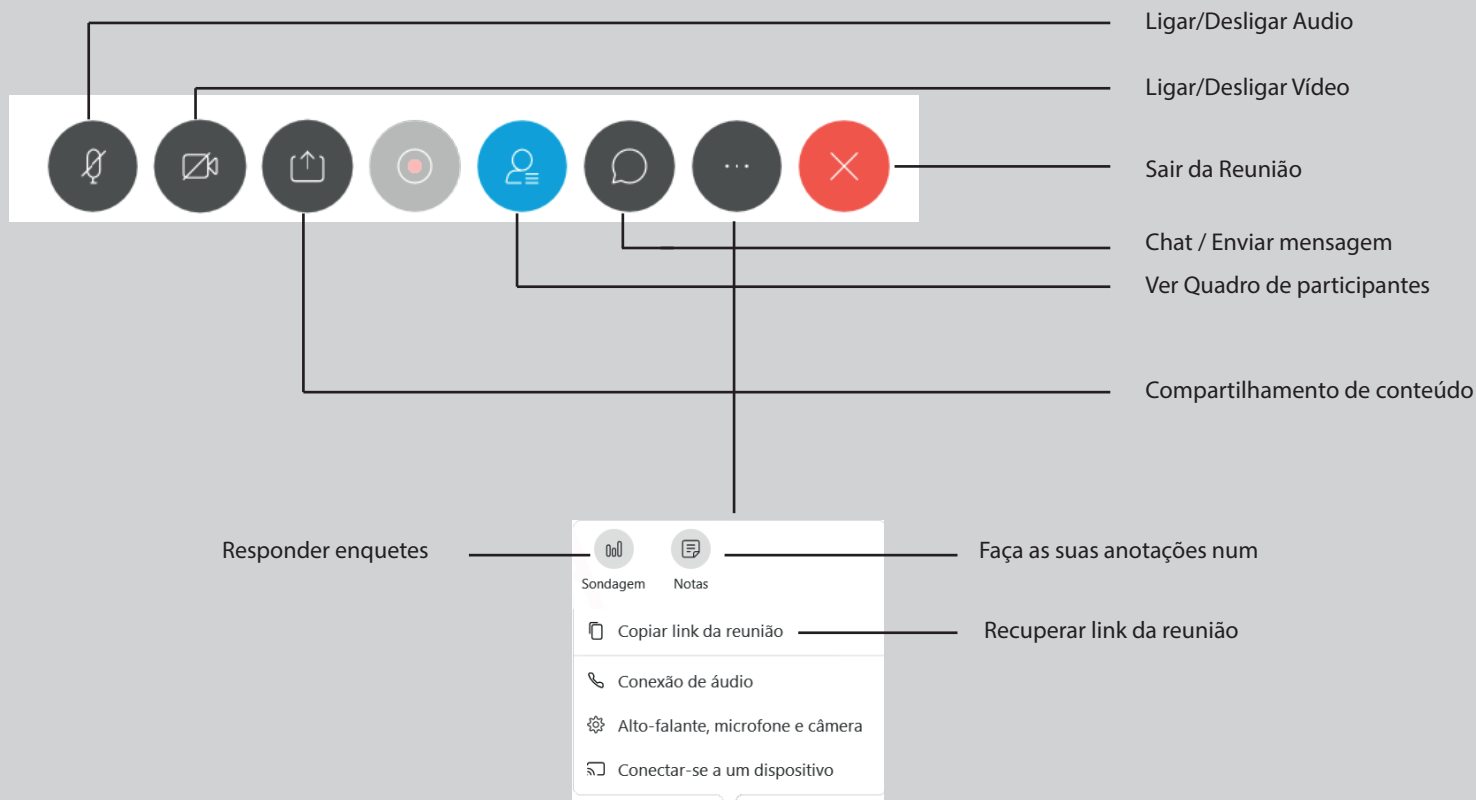 Ligar/Desligar Audio
Ligar/Desligar Vídeo
Sair da Reunião
Chat / Enviar mensagem
Ver Quadro de participantes
Compartilhamento de conteúdo
Responder enquetes
Faça as suas anotações num
Sondagem
Notas
Copiar link da reunião
Recuperar link da reunião
Conexão de áudio
Alto-falante, microfone e câmera
Conectar-se a um dispositivo